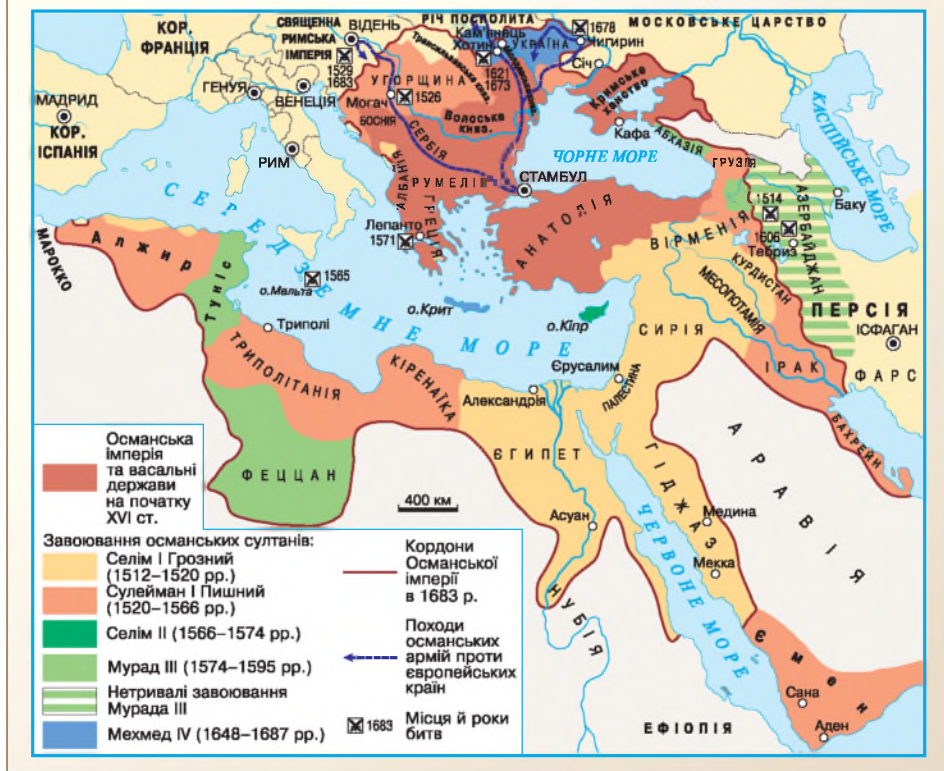 КОР.
ФРАНЦІЯ
СВЯЩЕННА
РИМСЬКА
ІМПЕРІЯ
ВІДЕНЬ
1529
1683
РІЧ ПОСПОЛИТА
Кам'янець
Хотин
УКРАЇНА
1621
1673
1678
Чигирин
Січ
МОСКОВСЬКЕ ЦАРСТВО
ГЕНУЯ
ВЕНЕЦІЯ
УГОРЩИНА
Могач
1526
БОСНІЯ
Волоське
княз.
СЕРБІЯ
Кримське
ханство
Кафа
МАДРИД
КОР.
ІСПАНІЯ
РИМ
АЛБАНІЯ
РУМЕЛІЯ
ГРЕЦІЯ
СТАМБУЛ
ЧОРНЕ МОРЕ
АБХАЗІЯ
ГРУЗІЯ
КАСПІЙСЬКЕ МОРЕ
Баку
АЗЕРБАЙДЖАН
1514
1606
Тебриз
ВІРМЕНІЯ
КУРДИСТАН
МЕСОПОТАМІЯ
АНАТОЛІЯ
Лепанто
1571
МАРОККО
Алжир
Туніс
СЕРЕДЗЕМНЕ МОРЕ
1565
о.Мальта
о.Крит
о.Кіпр
Триполі
ТРИПОЛІТАНІЯ
КІРЕНАЇКА
СИРІЯ
Єрусалим
ПАЛЕСТИНА
Александрія
ПЕРСІЯ
ІСФАГАН
ФАРС
ІРАК
БАХРЕЙН
ФЕЦЦАН
ЄГИПЕТ
Асуан
ГІДЖАЗ
Медина
Мекка
АРАВІЯ
ЧЕРВОНЕ МОРЕ
НУБІЯ
Ємен
Сана
Аден
ЕФІОПІЯ
400 км
Османська
імперія
та васальні
держави
на початку
XVI ст.
Завоювання османських султанів:
Селім І Грозний
(1512–1520 рр.)
Сулейман І Пишний
(1520–1566 рр.)
Селім ІІ (1566–1574 рр.)
Мурад ІІІ (1574–1595 рр.)
Нетривалі завоювання
Мурада ІІІ
Мехмед IV (1648–1687 рр.)
Кордони
Османської
імперії
в 1683 р.
Походи
османських
армій проти
європейських
країн
1683
Місця й роки
битв